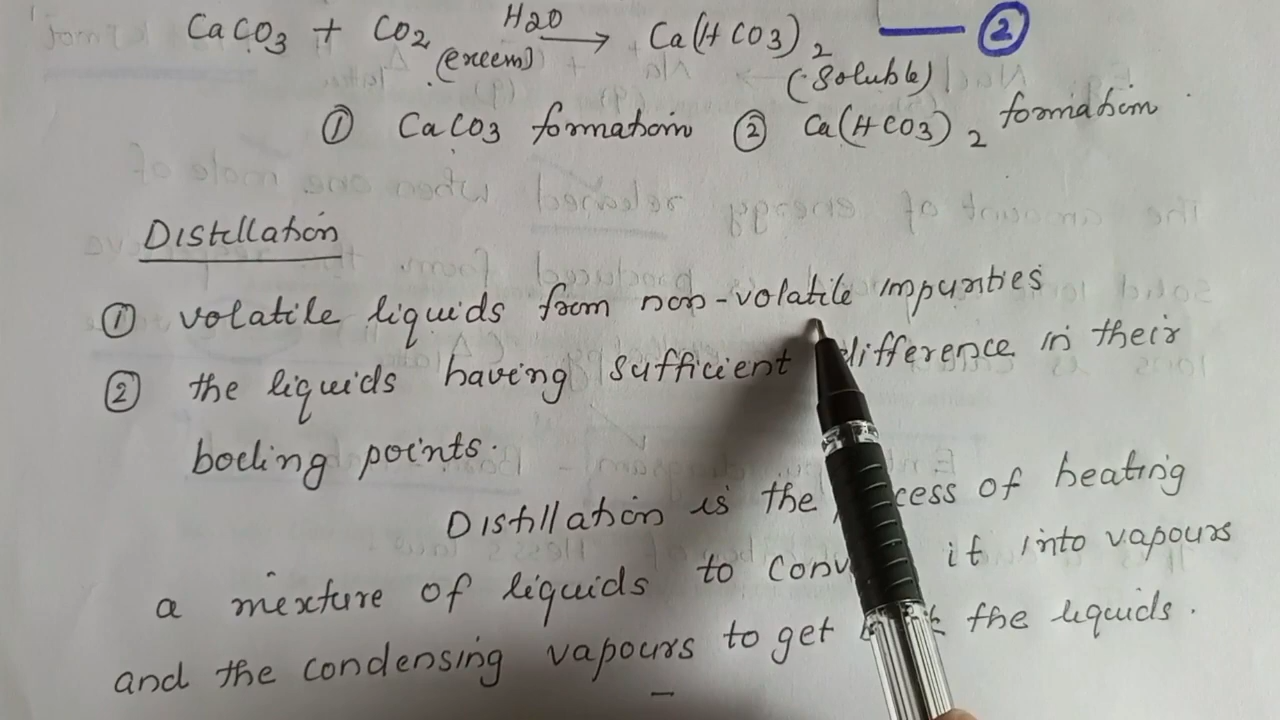 CaCO3 + CO2 H2O → Ca(HCO3)2 — ②
(excess) (Soluble)
① CaCO3 formation ② Ca(HCO3)2 formation
Distillation
① volatile liquids from non-volatile impurities
② the liquids having sufficient difference in their
boiling points.
Distillation is the cess of heating
a mixture of liquids to conv it into vapours
and the condensing vapours to get the liquids.